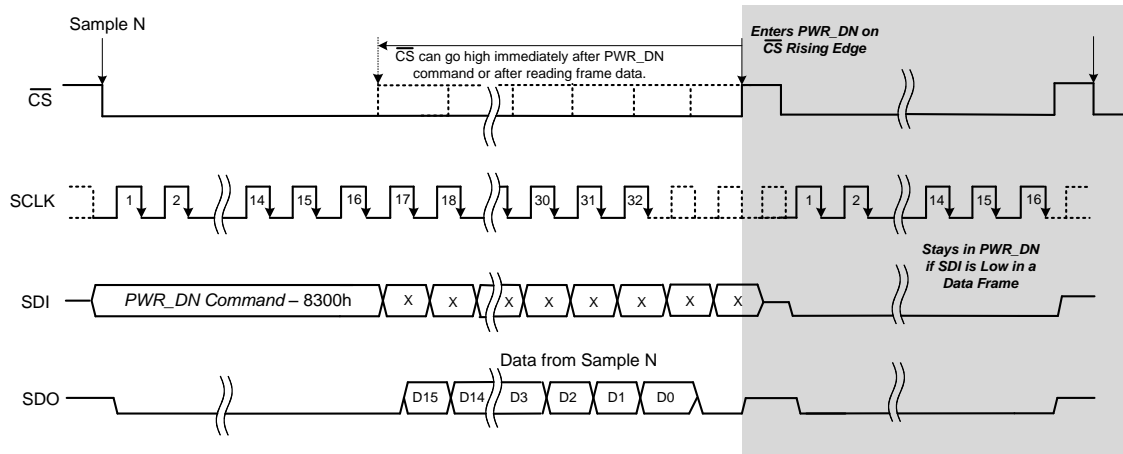 Sample N
Enters PWR_DN on
CS Rising Edge
CS can go high immediately after PWR_DN
command or after reading frame data.
CS
SCLK
1 2 14 15 16 17 18 30 31 32 1 2 14 15 16
Stays in PWR_DN
if SDI is Low in a
Data Frame
SDI
PWR_DN Command – 8300h X X X X X X X X
Data from Sample N
SDO
D15 D14 D3 D2 D1 D0